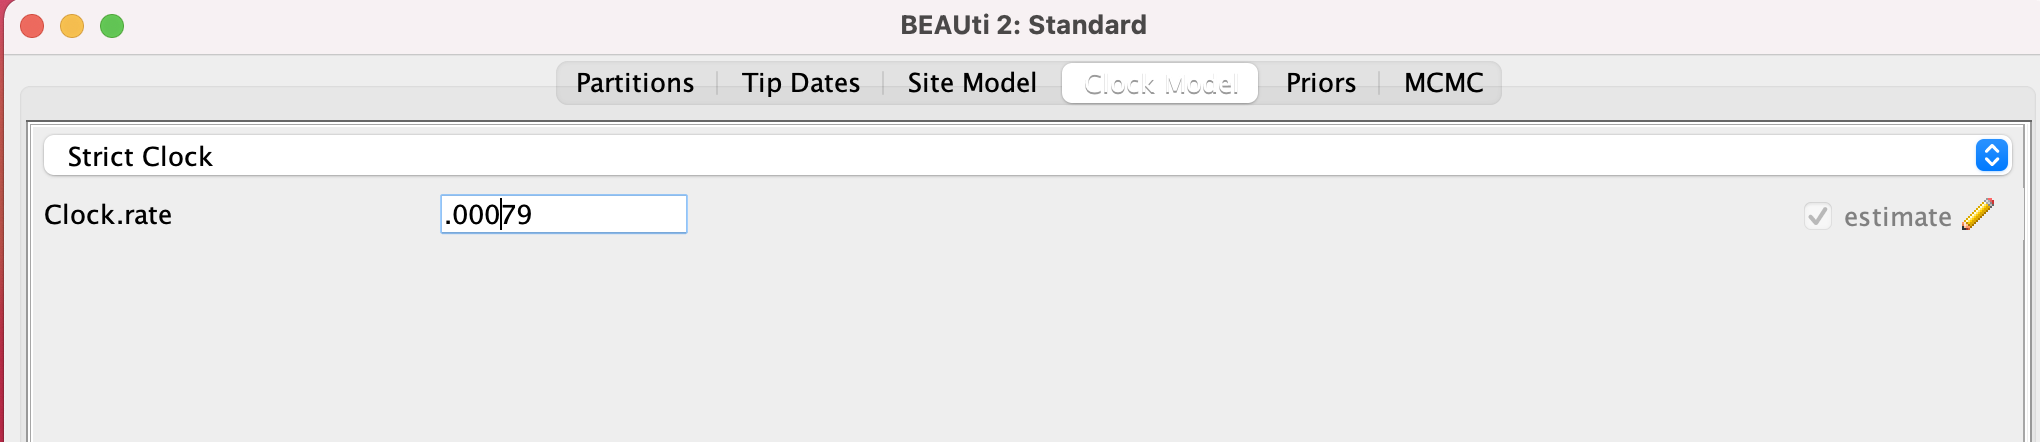 BEAUti 2: Standard
Partitions Tip Dates Site Model Clock Model Priors MCMC
Strict Clock
Clock.rate .00079 estimate